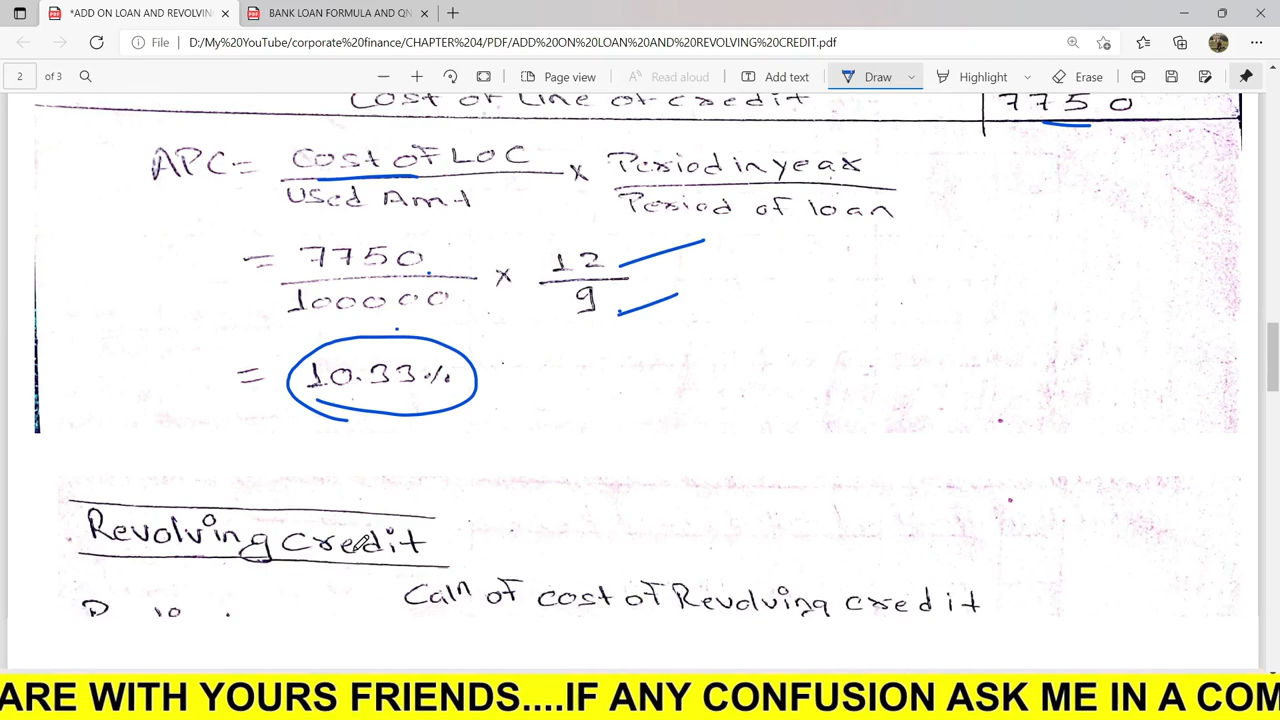 *ADD ON LOAN AND REVOLVIN
BANK LOAN FORMULA AND QN
File
D:/My%20YouTube/corporate%20finance/CHAPTER%204/PDF/ADD%20ON%20LOAN%20AND%20REVOLVING%20CREDIT.pdf
2 of 3
Page view
Read aloud
Add text
Draw
Highlight
Erase
Cost of Line of credit 7750
APC = Cost of LOC / Used Amt × Period in year / Period of loan
= 7750 / 100000 × 12 / 9
= 10.33%
Revolving Credit
Caln of cost of Revolving credit
ARE WITH YOURS FRIENDS....IF ANY CONFUSION ASK ME IN A COM